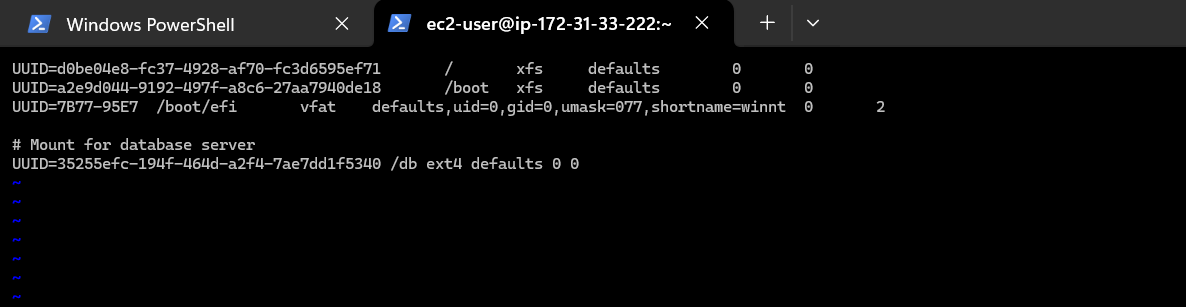 Windows PowerShell
ec2-user@ip-172-31-33-222:~
UUID=d0be04e8-fc37-4928-af70-fc3d6595ef71 / xfs defaults 0 0
UUID=a2e9d044-9192-497f-a8c6-27aa7940de18 /boot xfs defaults 0 0
UUID=7B77-95E7 /boot/efi vfat defaults,uid=0,gid=0,umask=077,shortname=winnt 0 2
# Mount for database server
UUID=35255efc-194f-464d-a2f4-7ae7dd1f5340 /db ext4 defaults 0 0
~
~
~
~
~
~
~